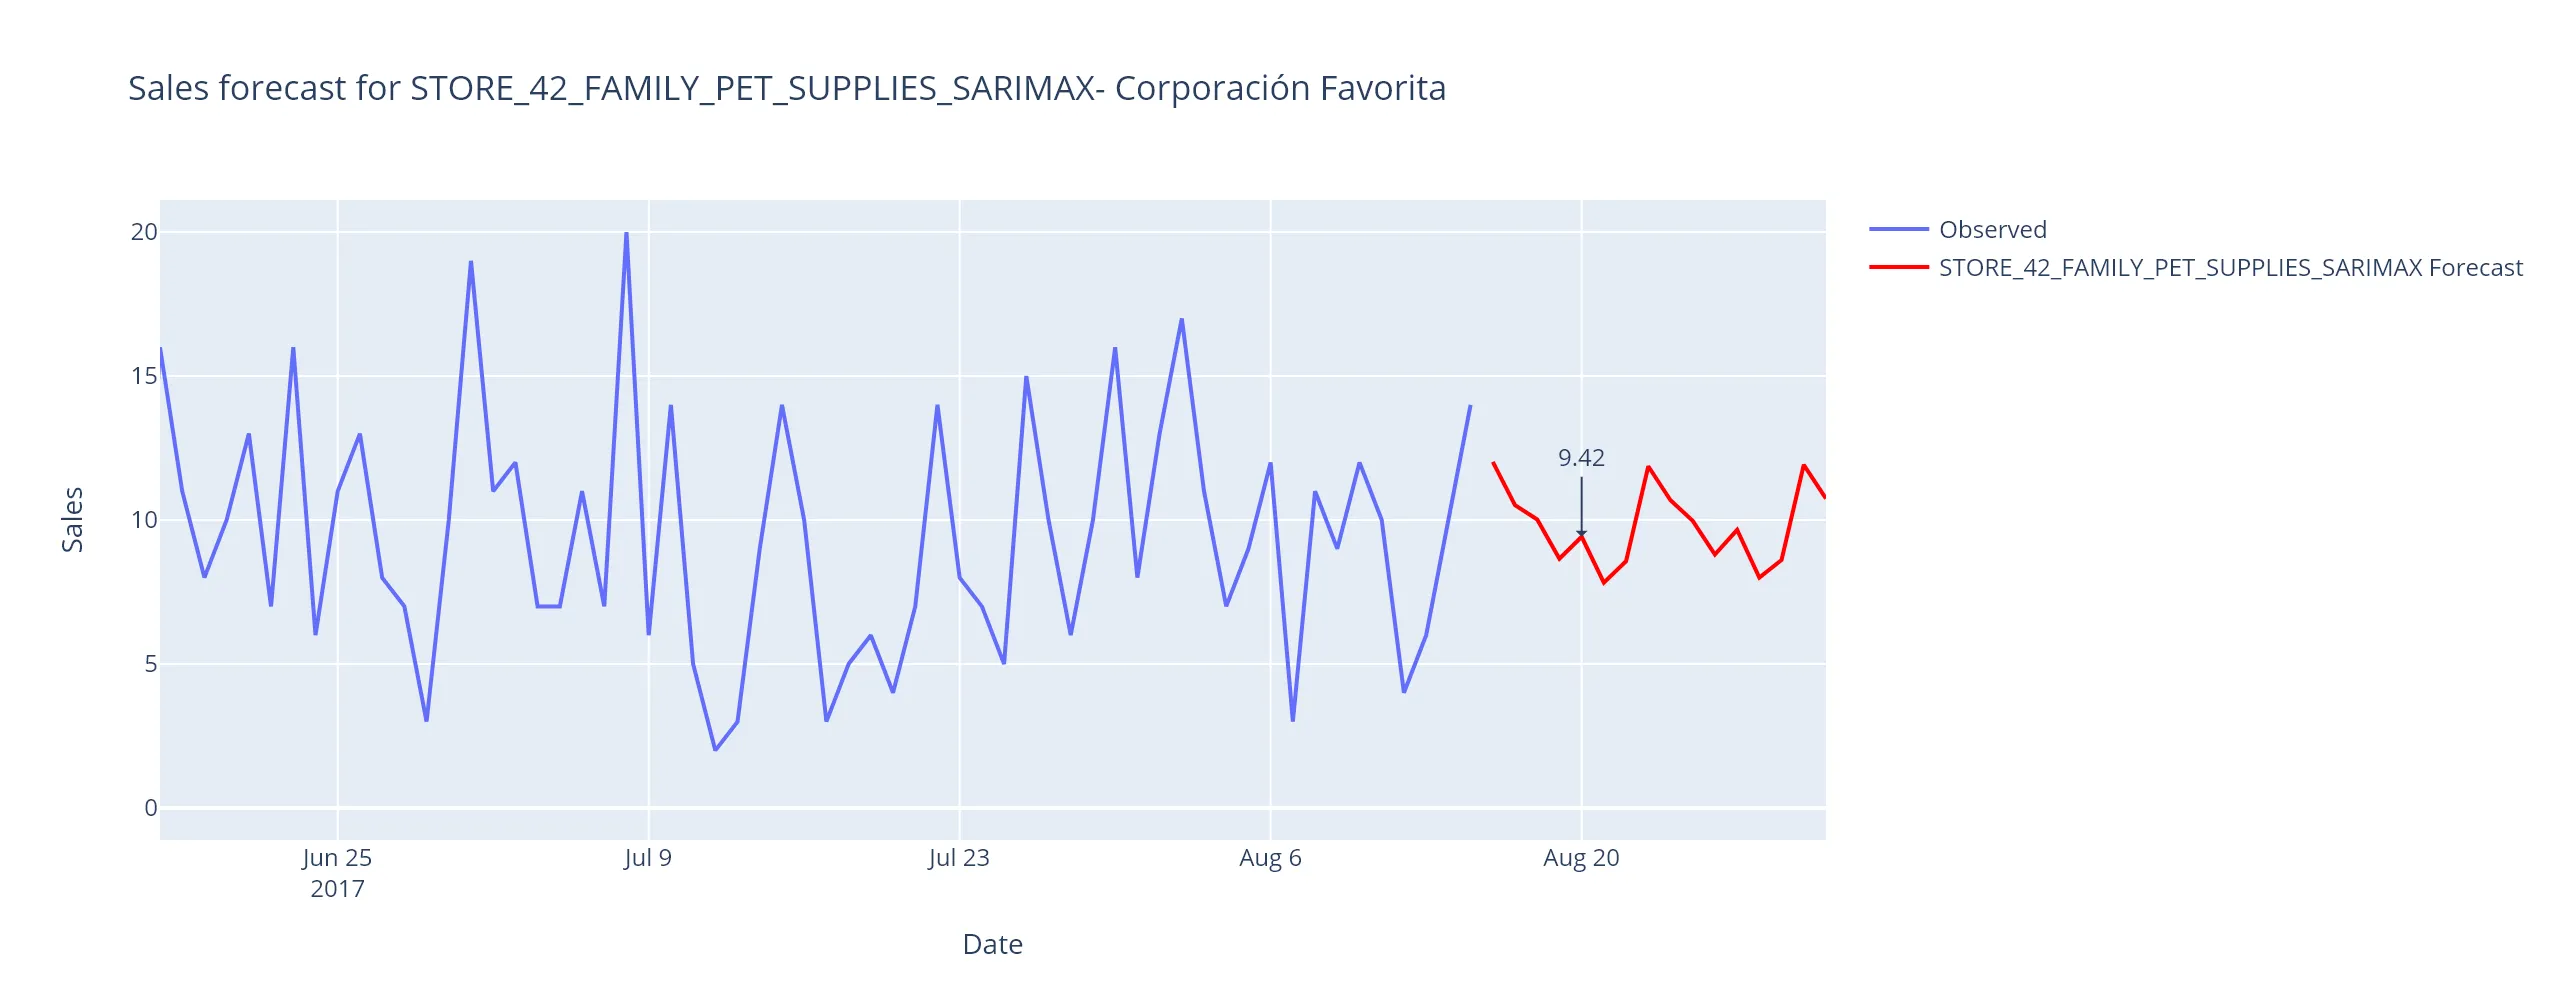 Sales forecast for STORE_42_FAMILY_PET_SUPPLIES_SARIMAX- Corporación Favorita
Observed
STORE_42_FAMILY_PET_SUPPLIES_SARIMAX Forecast
20
15
10
5
0
Sales
9.42
Jun 25
2017
Jul 9
Jul 23
Aug 6
Aug 20
Date